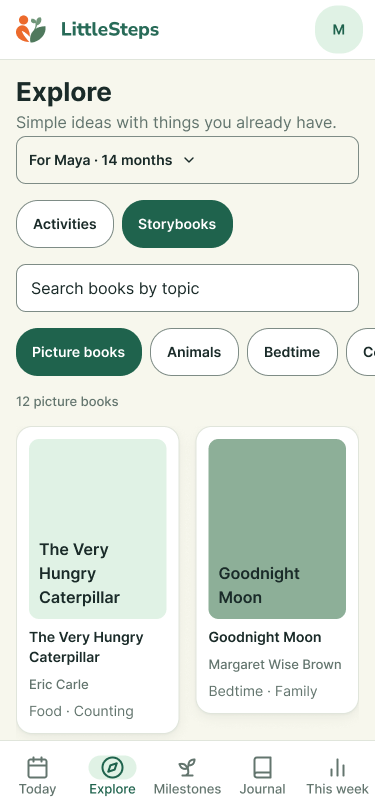 LittleSteps
M
Explore
Simple ideas with things you already have.
For Maya · 14 months
Activities
Storybooks
Search books by topic
Picture books
Animals
Bedtime
12 picture books
The Very
Hungry
Caterpillar
The Very Hungry
Caterpillar
Eric Carle
Food · Counting
Goodnight
Moon
Goodnight Moon
Margaret Wise Brown
Bedtime · Family
Today
Explore
Milestones
Journal
This week